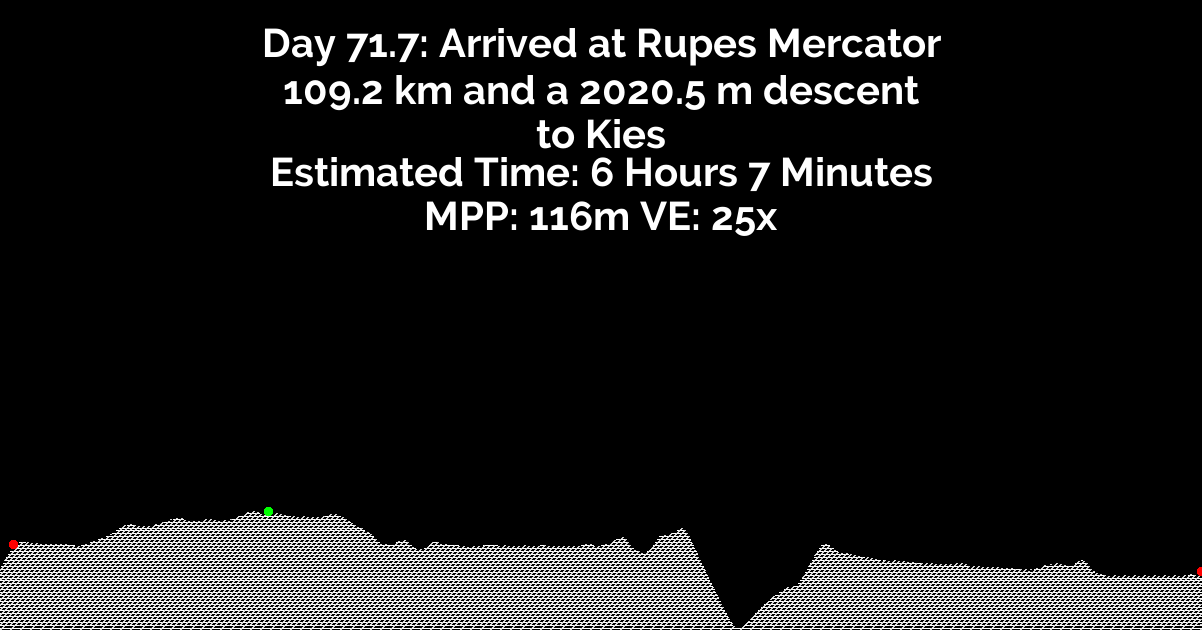 Day 71.7: Arrived at Rupes Mercator
109.2 km and a 2020.5 m descent
to Kies
Estimated Time: 6 Hours 7 Minutes
MPP: 116m VE: 25x